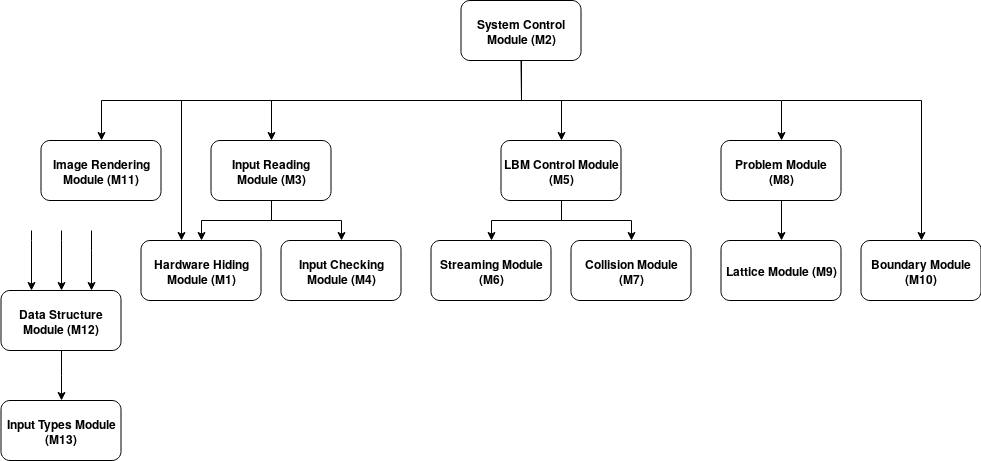 System Control
Module (M2)
Image Rendering
Module (M11)
Input Reading
Module (M3)
LBM Control Module
(M5)
Problem Module
(M8)
Hardware Hiding
Module (M1)
Input Checking
Module (M4)
Streaming Module
(M6)
Collision Module
(M7)
Lattice Module (M9)
Boundary Module
(M10)
Data Structure
Module (M12)
Input Types Module
(M13)